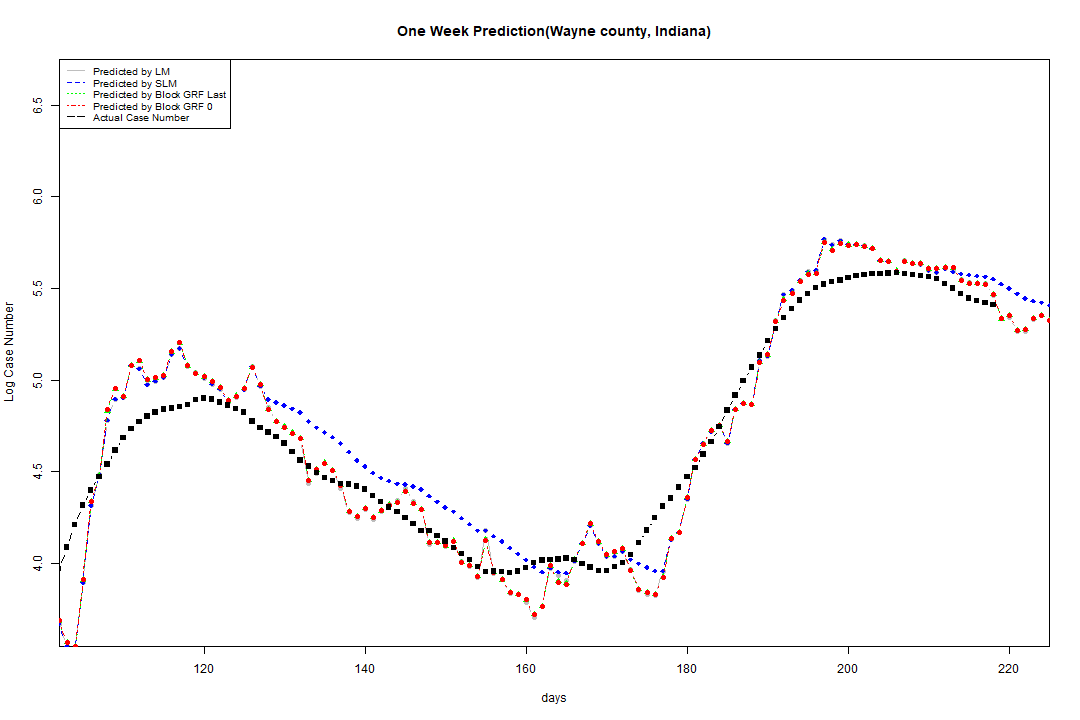 One Week Prediction(Wayne county, Indiana)
Predicted by LM
Predicted by SLM
Predicted by Block GRF Last
Predicted by Block GRF 0
Actual Case Number
6.5
6.0
5.5
5.0
4.5
4.0
Log Case Number
120 140 160 180 200 220
days